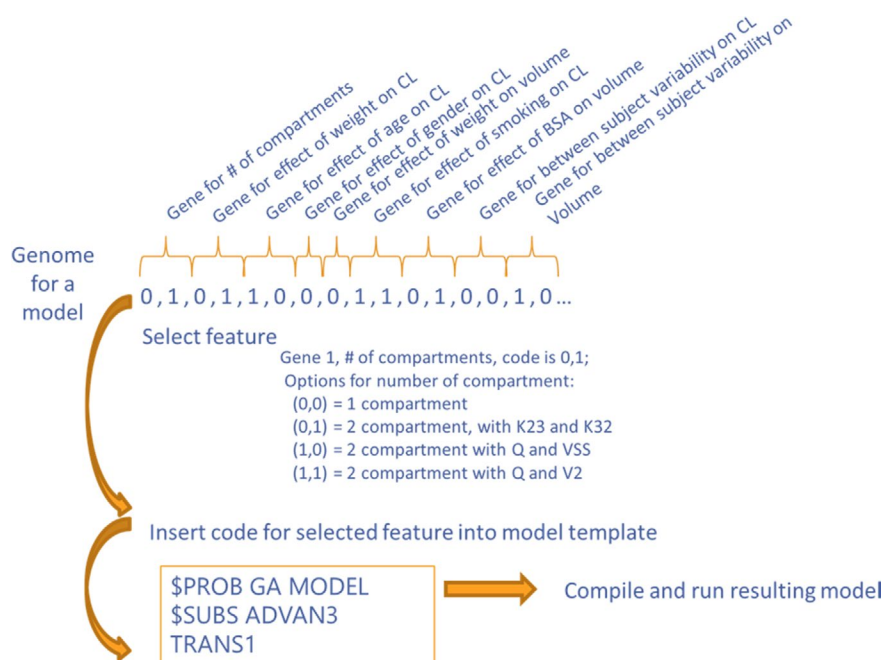 Gene for # of compartments
Gene for effect of weight on CL
Gene for effect of age on CL
Gene for effect of gender on CL
Gene for effect of weight on volume
Gene for effect of smoking on CL
Gene for effect of BSA on volume
Gene for between subject variability on CL
Gene for between subject variability on
Volume
Genome
for a
model
0,1,0,1,1,0,0,0,1,1,0,1,0,0,1,0...
Select feature
Gene 1, # of compartments, code is 0,1;
Options for number of compartment:
(0,0) = 1 compartment
(0,1) = 2 compartment, with K23 and K32
(1,0) = 2 compartment with Q and VSS
(1,1) = 2 compartment with Q and V2
Insert code for selected feature into model template
$PROB GA MODEL
$SUBS ADVAN3
TRANS1
Compile and run resulting model